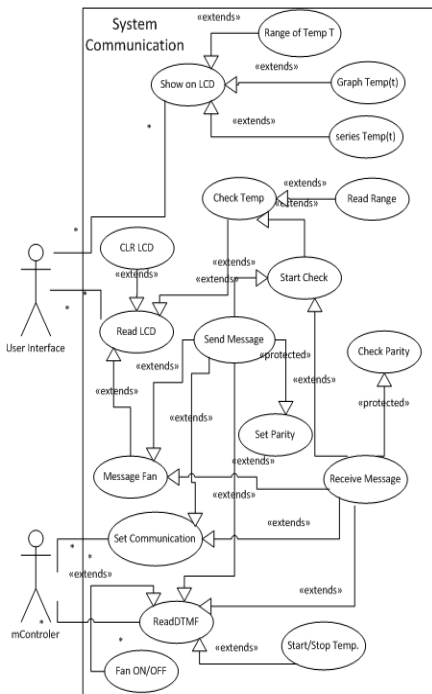 System
Communication
«extends»
Range of Temp T
«extends»
Show on LCD
Graph Temp(t)
«extends»
series Temp(t)
*
«extends»
Check Temp
Read Range
«extends»
*
CLR LCD
«extends»
«extends»
«extends»
Start Check
*
*
User Interface
Read LCD
Send Message
Check Parity
«protected»
«extends»
«extends»
«extends»
«protected»
Set Parity
«extends»
Message Fan
Receive Message
«extends»
Set Communication
«extends»
*
*
«extends»
«extends»
*
mControler
ReadDTMF
*
«extends»
Start/Stop Temp.
Fan ON/OFF